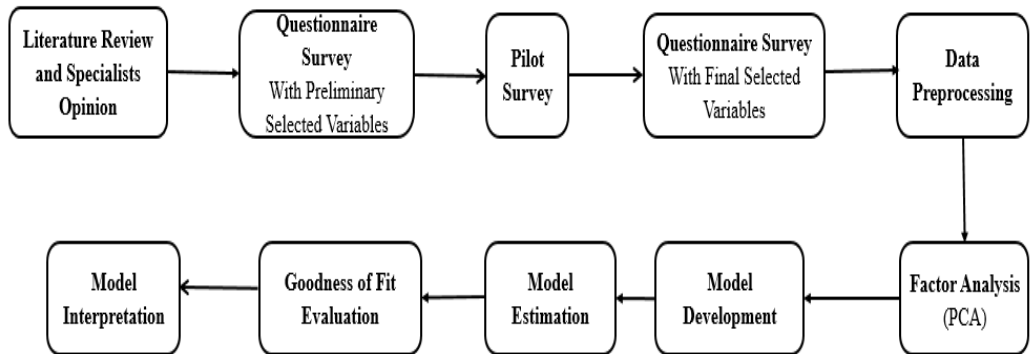 Literature Review
and Specialists
Opinion
Questionnaire
Survey
With Preliminary
Selected Variables
Pilot
Survey
Questionnaire Survey
With Final Selected
Variables
Data
Preprocessing
Factor Analysis
(PCA)
Model
Development
Model
Estimation
Goodness of Fit
Evaluation
Model
Interpretation